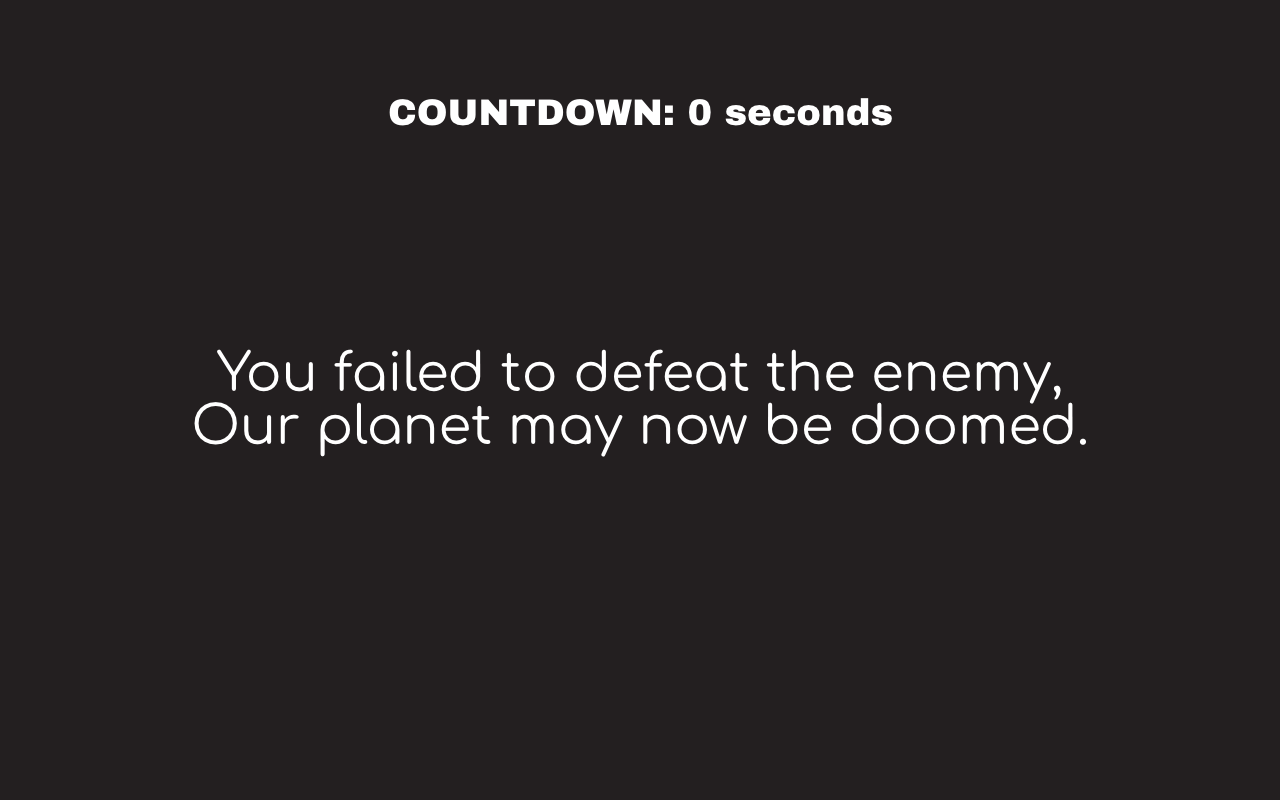 COUNTDOWN: 0 seconds
You failed to defeat the enemy,
Our planet may now be doomed.